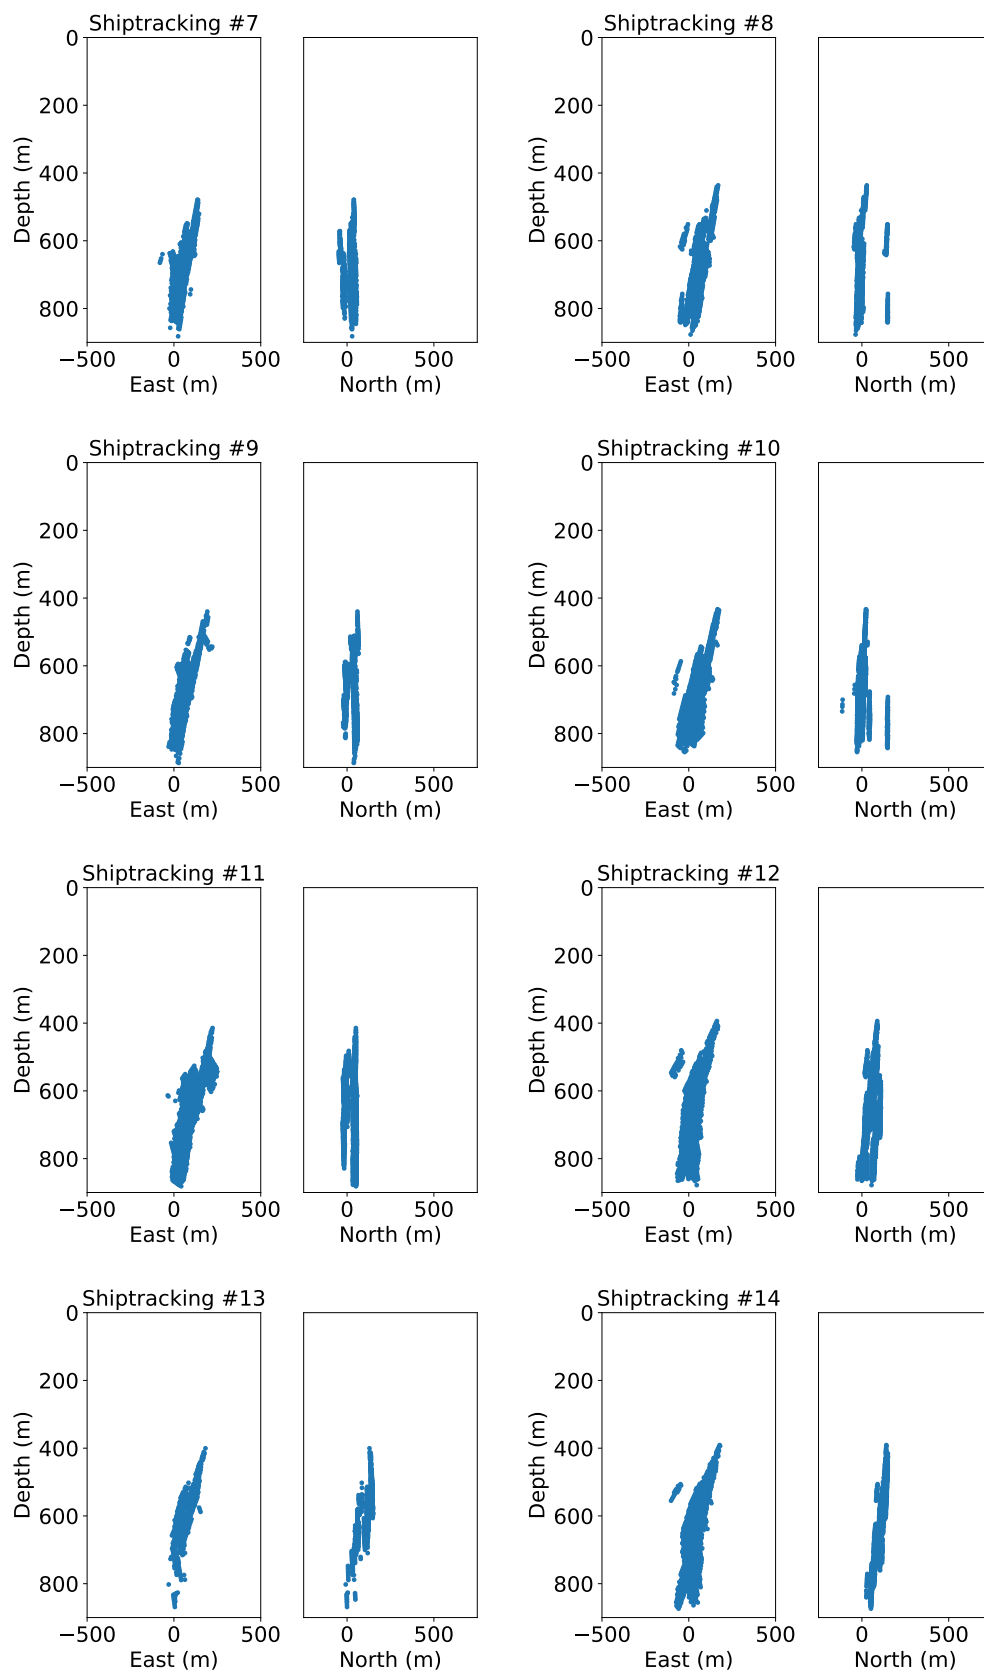 Shiptracking #7
Shiptracking #8
0
200
400
600
800
Depth (m)
−500
0
500
East (m)
0
500
North (m)
0
200
400
600
800
Depth (m)
−500
0
500
East (m)
0
500
North (m)
Shiptracking #9
Shiptracking #10
0
200
400
600
800
Depth (m)
−500
0
500
East (m)
0
500
North (m)
0
200
400
600
800
Depth (m)
−500
0
500
East (m)
0
500
North (m)
Shiptracking #11
Shiptracking #12
0
200
400
600
800
Depth (m)
−500
0
500
East (m)
0
500
North (m)
0
200
400
600
800
Depth (m)
−500
0
500
East (m)
0
500
North (m)
Shiptracking #13
Shiptracking #14
0
200
400
600
800
Depth (m)
−500
0
500
East (m)
0
500
North (m)
0
200
400
600
800
Depth (m)
−500
0
500
East (m)
0
500
North (m)